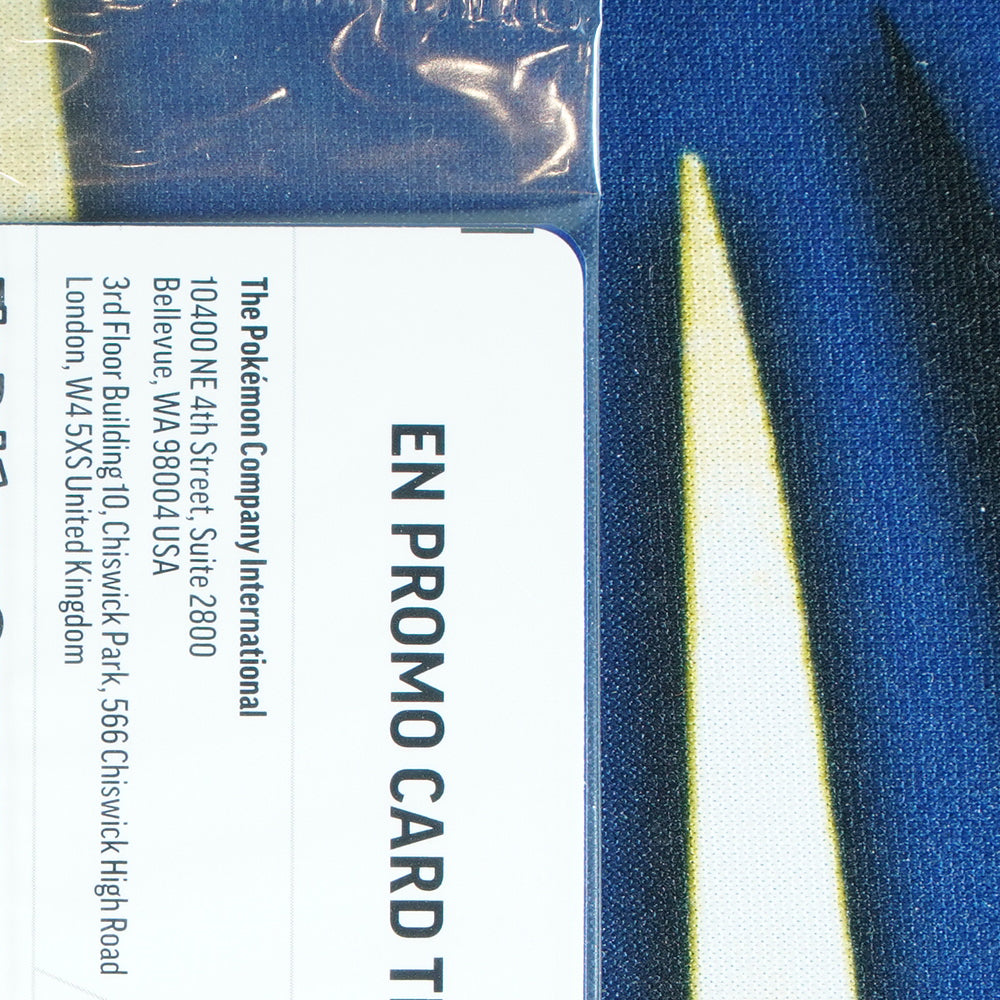 EN PROMO CARD
The Pokémon Company International
10400 NE 4th Street, Suite 2800
Bellevue, WA 98004 USA
3rd Floor Building 10, Chiswick Park, 566 Chiswick High Road
London, W4 5XS United Kingdom